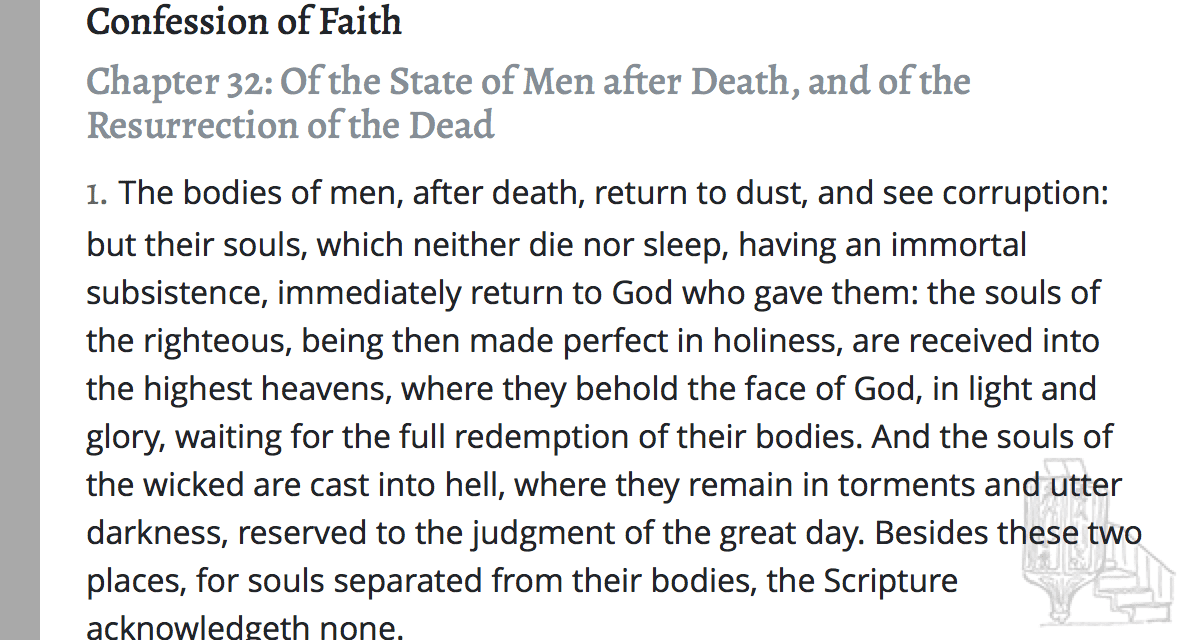 Confession of Faith
Chapter 32: Of the State of Men after Death, and of the
Resurrection of the Dead
1. The bodies of men, after death, return to dust, and see corruption:
but their souls, which neither die nor sleep, having an immortal
subsistence, immediately return to God who gave them: the souls of
the righteous, being then made perfect in holiness, are received into
the highest heavens, where they behold the face of God, in light and
glory, waiting for the full redemption of their bodies. And the souls of
the wicked are cast into hell, where they remain in torments and utter
darkness, reserved to the judgment of the great day. Besides these two
places, for souls separated from their bodies, the Scripture
acknowledgeth none.